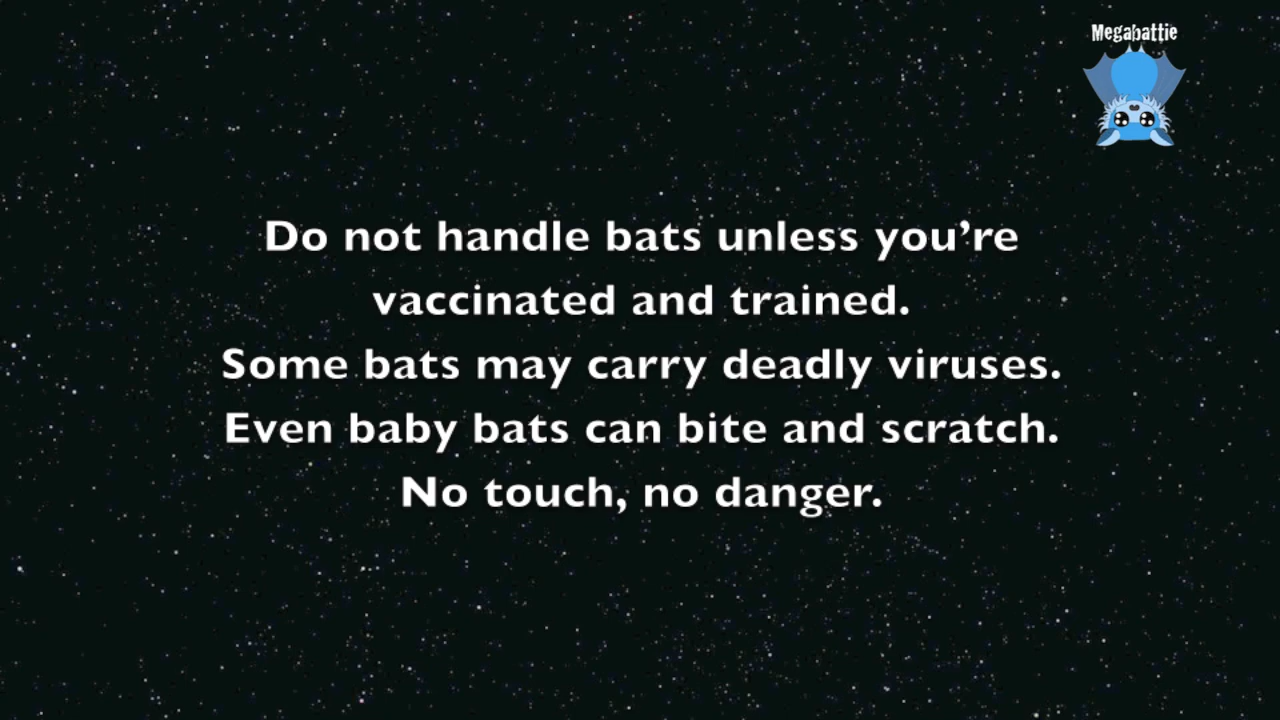 Megabattie
Do not handle bats unless you’re
vaccinated and trained.
Some bats may carry deadly viruses.
Even baby bats can bite and scratch.
No touch, no danger.